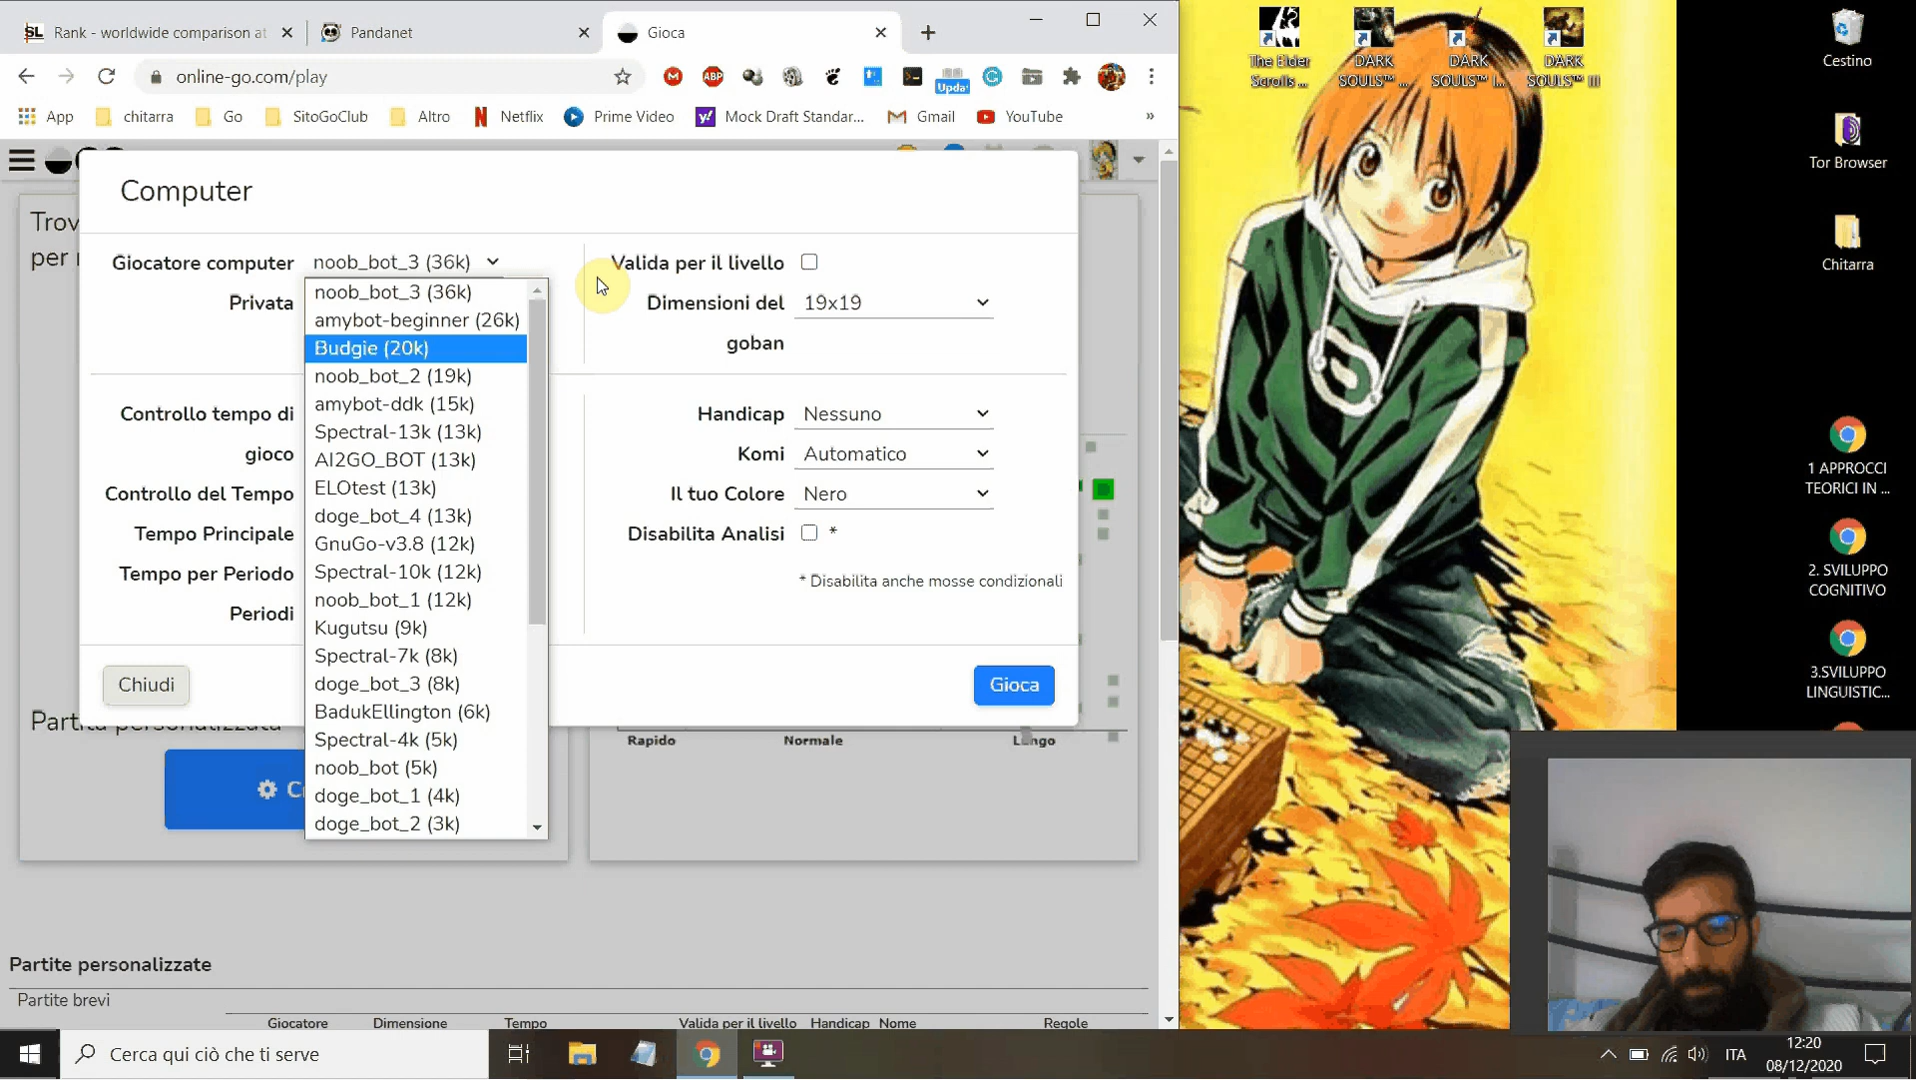 Rank - worldwide comparison at
Pandanet
Gioca
online-go.com/play
ABP
Upda
App
chitarra
Go
SitoGoClub
Altro
Netflix
Prime Video
Mock Draft Standar...
Gmail
YouTube
»
Computer
Trov
per
Giocatore computer
noob_bot_3 (36k)
Privata
noob_bot_3 (36k)
amybot-beginner (26k)
Budgie (20k)
noob_bot_2 (19k)
amybot-ddk (15k)
Spectral-13k (13k)
AI2GO_BOT (13k)
ELOtest (13k)
doge_bot_4 (13k)
GnuGo-v3.8 (12k)
Spectral-10k (12k)
noob_bot_1 (12k)
Kugutsu (9k)
Spectral-7k (8k)
doge_bot_3 (8k)
BadukEllington (6k)
Spectral-4k (5k)
noob_bot (5k)
doge_bot_1 (4k)
doge_bot_2 (3k)
Controllo tempo di
gioco
Controllo del Tempo
Tempo Principale
Tempo per Periodo
Periodi
Valida per il livello
Dimensioni del
goban
19x19
Handicap
Nessuno
Komi
Automatico
Il tuo Colore
Nero
Disabilita Analisi
*
* Disabilita anche mosse condizionali
Chiudi
Gioca
Partita personalizzata
Rapido
Normale
Lungo
Partite personalizzate
Partite brevi
Giocatore
Dimensione
Tempo
Valida per il livello
Handicap
Nome
Regole
The Elder
Scrolls ...
DARK
SOULS™ ...
DARK
SOULS™ I...
DARK
SOULS™ III
Cestino
Tor Browser
Chitarra
1 APPROCCI
TEORICI IN ...
2. SVILUPPO
COGNITIVO
3.SVILUPPO
LINGUISTIC...
Cerca qui ciò che ti serve
ITA
12:20
08/12/2020